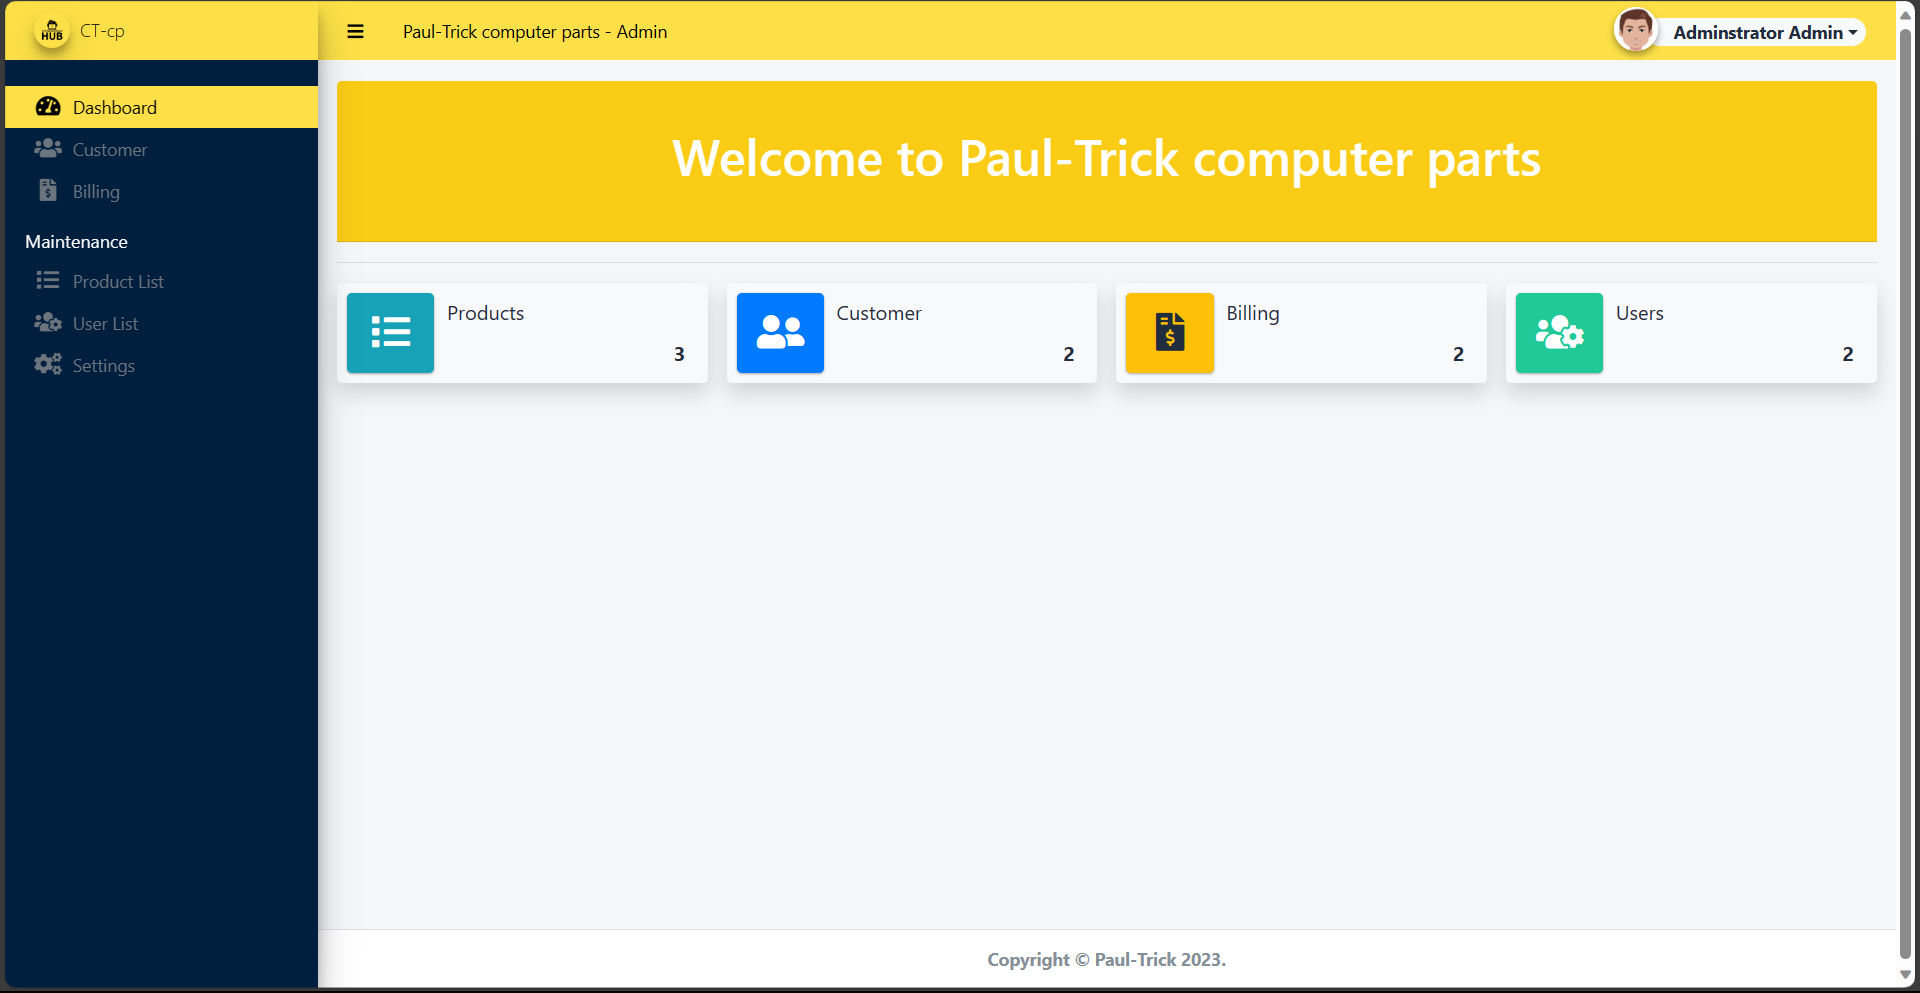 HUB
CT-cp
Paul-Trick computer parts - Admin
Adminstrator Admin
Dashboard
Customer
Billing
Maintenance
Product List
User List
Settings
Welcome to Paul-Trick computer parts
Products
3
Customer
2
Billing
2
Users
2
Copyright © Paul-Trick 2023.